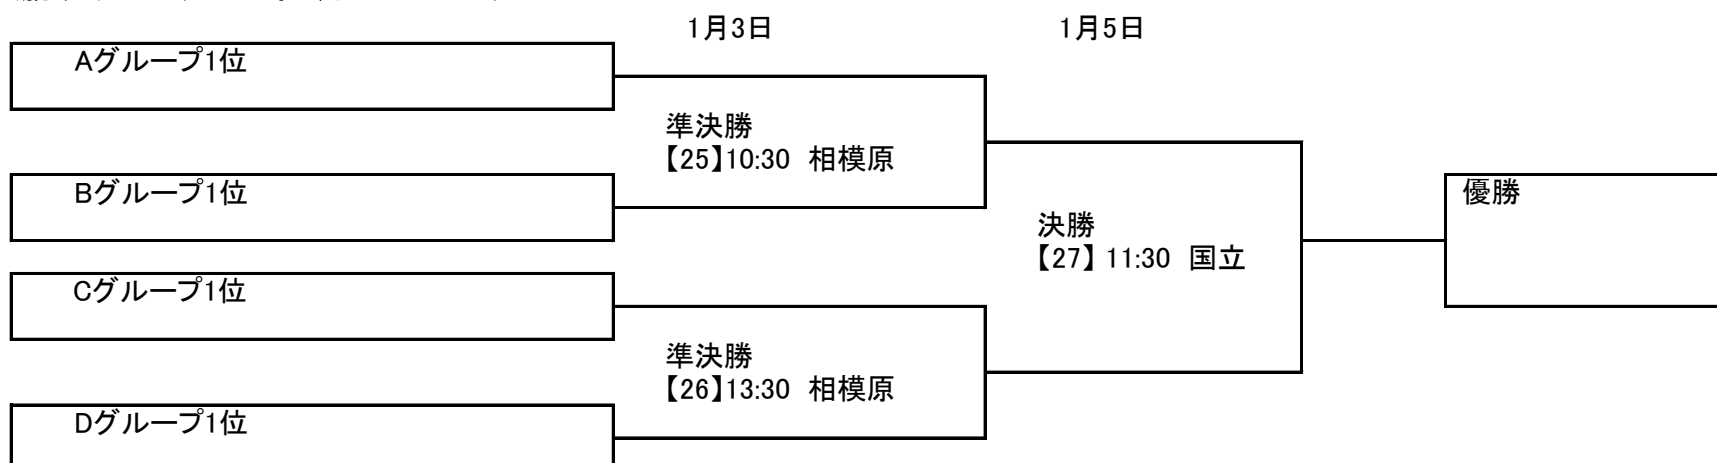 1月3日 1月5日
Aグループ1位
準決勝
【25】10:30 相模原
Bグループ1位
優勝
決勝
【27】 11:30 国立
Cグループ1位
準決勝
【26】13:30 相模原
Dグループ1位